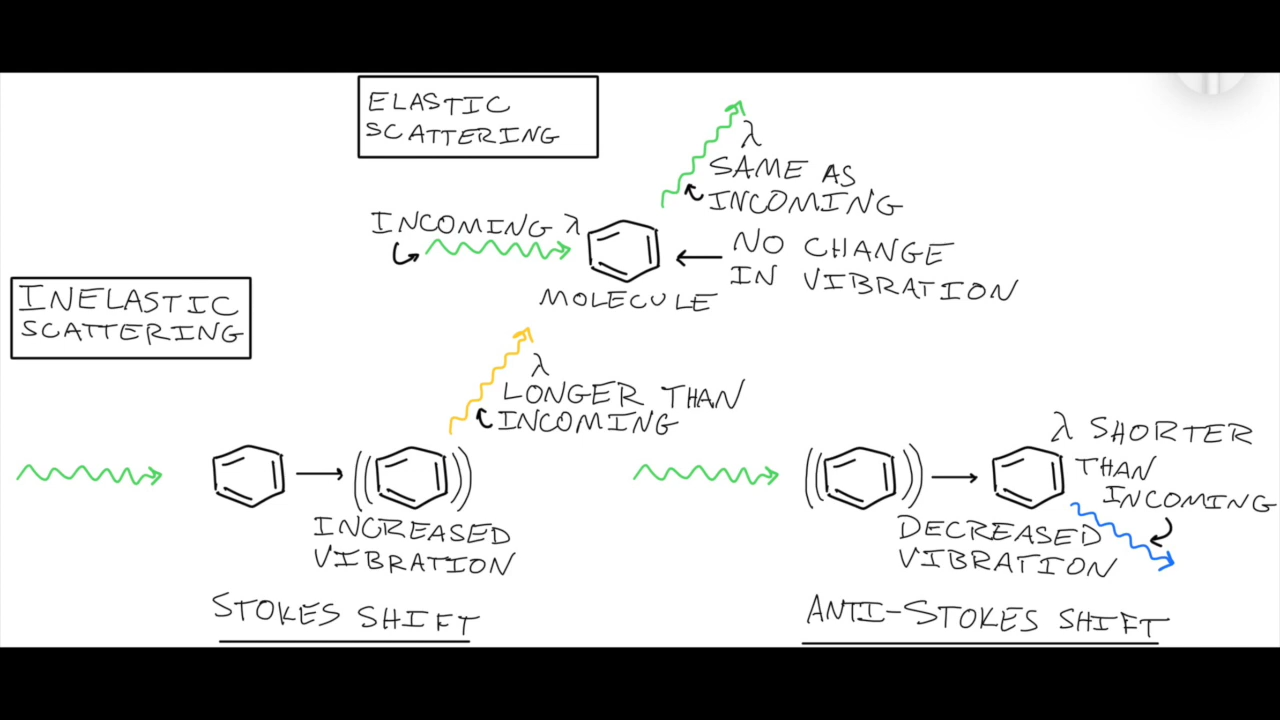 ELASTIC
SCATTERING
λ
SAME AS
INCOMING
INCOMING λ
NO CHANGE
IN VIBRATION
MOLECULE
INELASTIC
SCATTERING
λ
LONGER THAN
INCOMING
INCREASED
VIBRATION
STOKES SHIFT
λ SHORTER
THAN
INCOMING
DECREASED
VIBRATION
ANTI-STOKES SHIFT